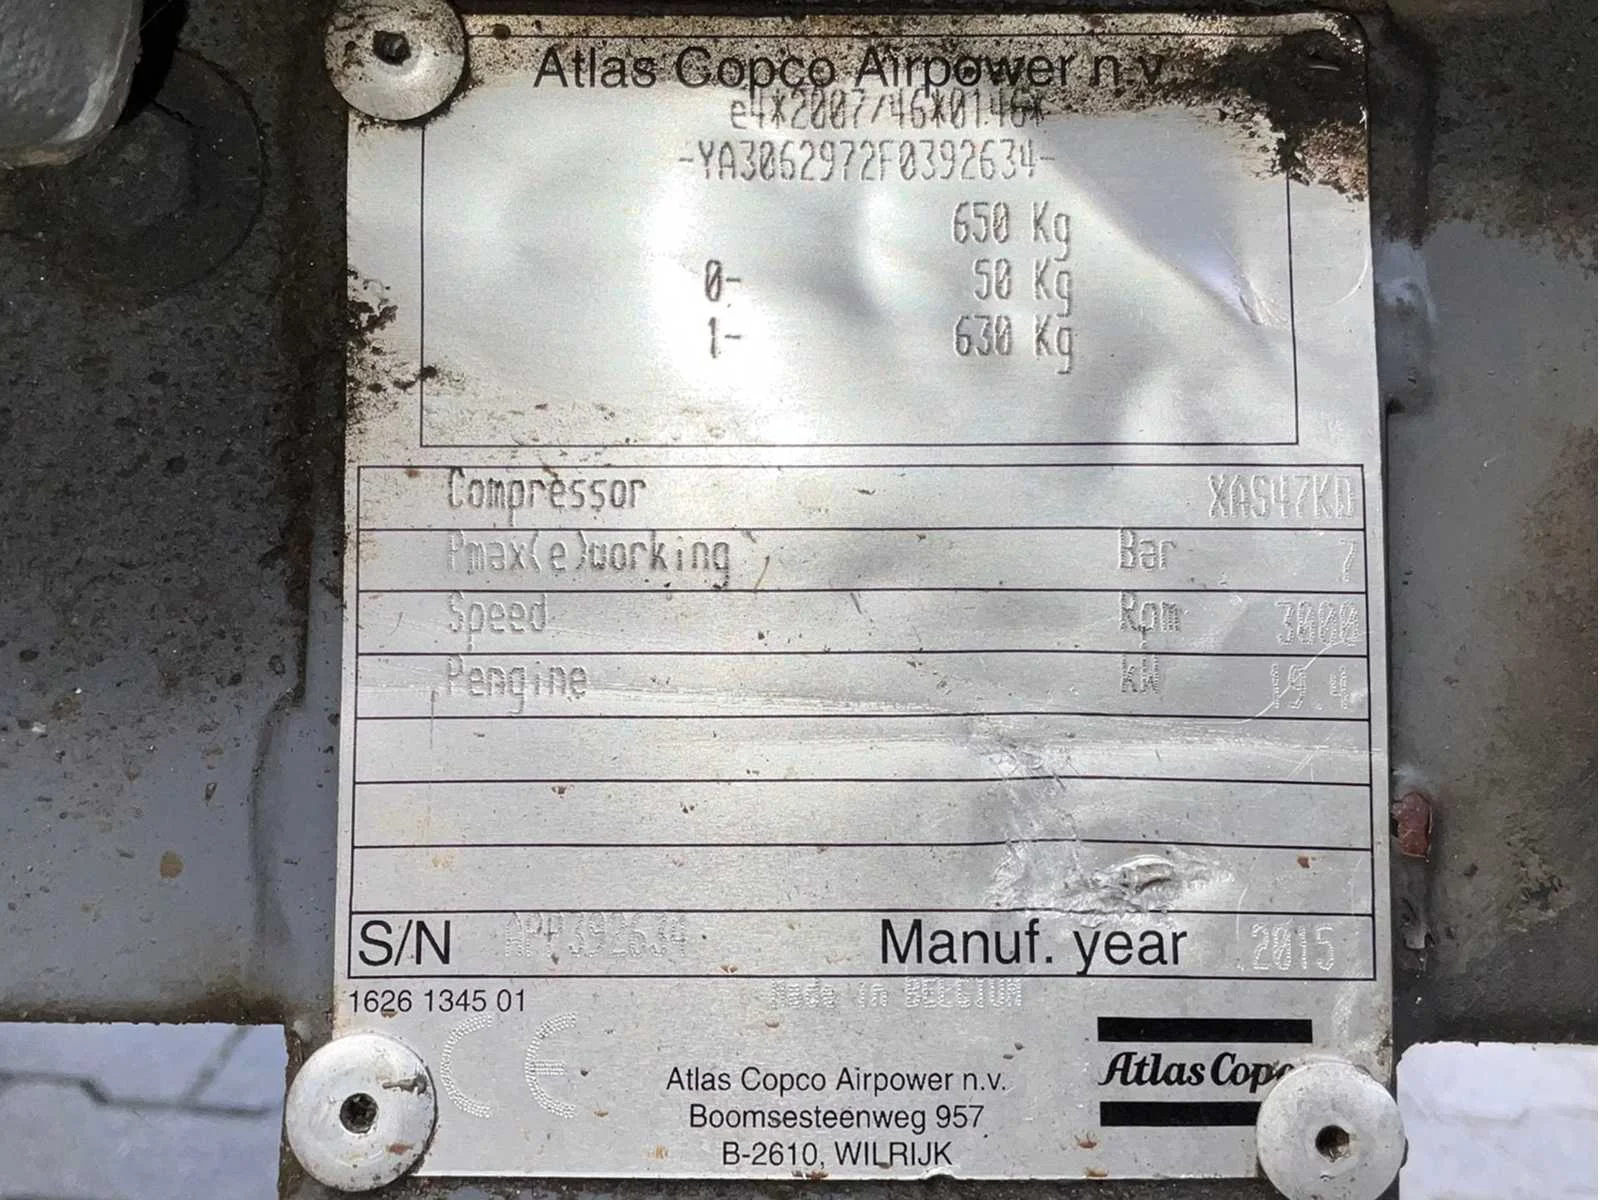 Atlas Copco Airpower n.v.
e4*2007/46*0146*
-YA3062972F0392634-
650 Kg
0- 50 Kg
1- 630 Kg
Compressor XAS47KD
Pmax(e)working Bar 7
Speed Rpm 3000
Pengine kW 19.4
S/N APP392634 Manuf. year 2015
1626 1345 01
Made in BELGIUM
CE
Atlas Copco Airpower n.v.
Boomsesteenweg 957
B-2610, WILRIJK
Atlas Copco